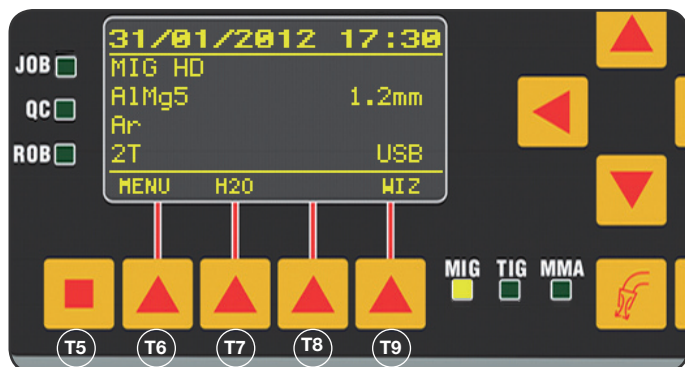 31/01/2012 17:30
MIG HD
AlMg5 1.2mm
Ar
2T USB
MENU H2O WIZ
JOB
QC
ROB
MIG TIG MMA
T5 T6 T7 T8 T9